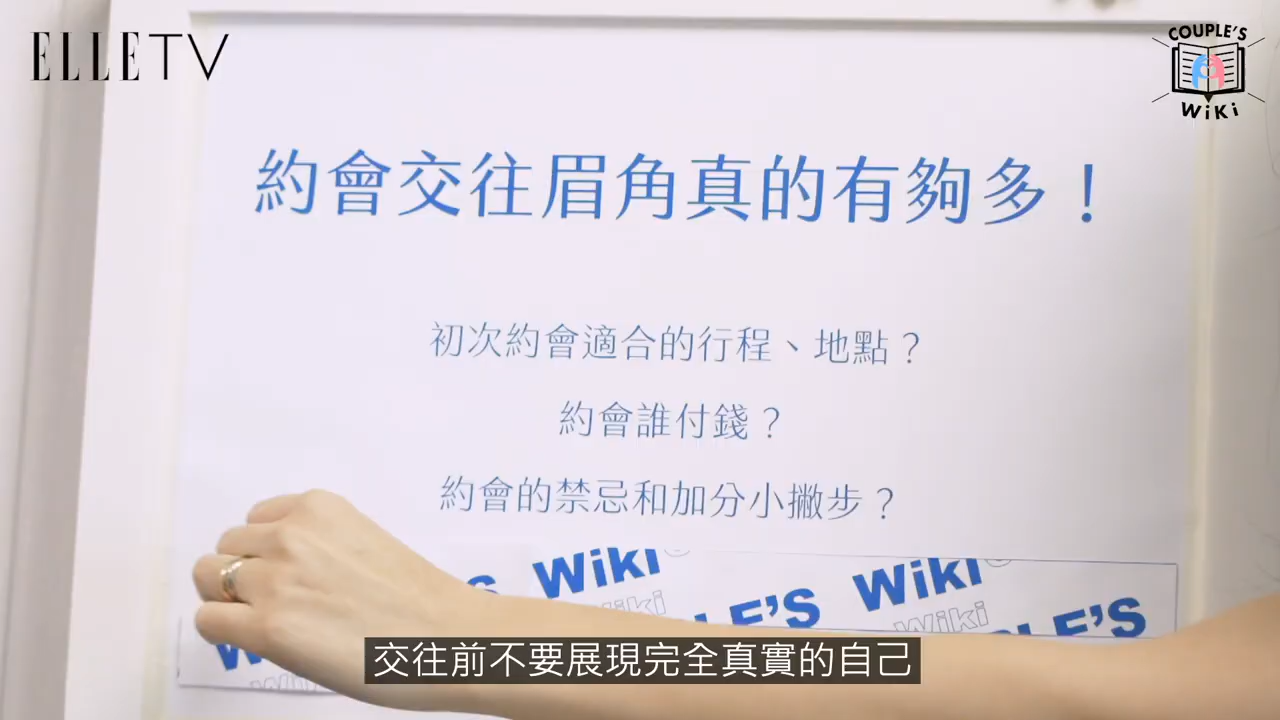 ELLETV
COUPLE'S
WiKi
約會交往眉角真的有夠多！
初次約會適合的行程、地點？
約會誰付錢？
約會的禁忌和加分小撇步？
WiKi
WiKi
WiKi
LE'S
WiKi
LE'S
交往前不要展現完全真實的自己